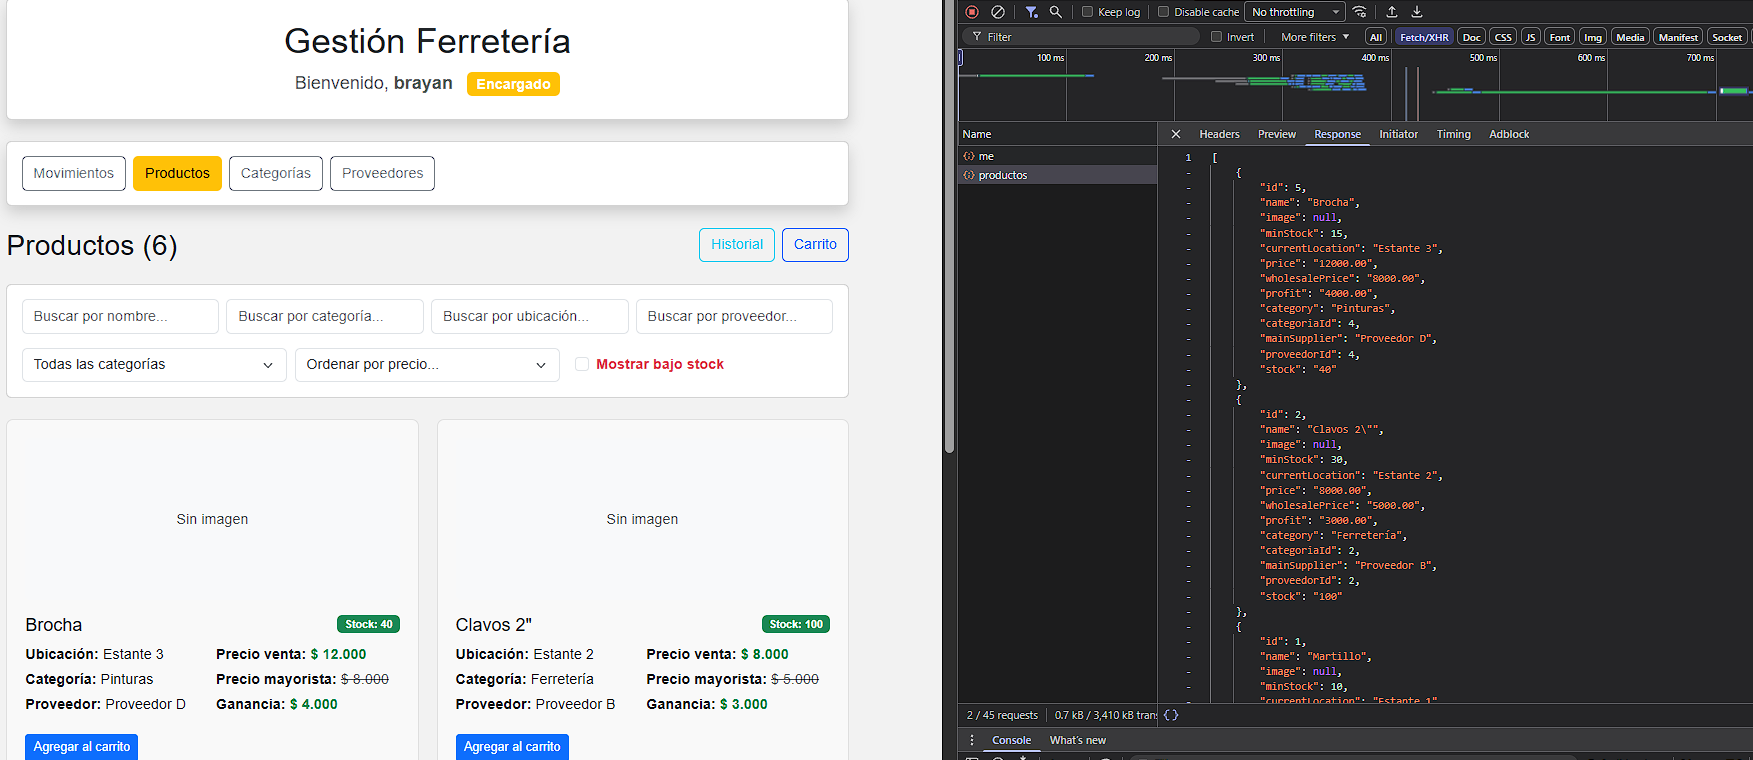 Gestión Ferretería
Bienvenido, brayan Encargado
Movimientos Productos Categorías Proveedores
Productos (6) Historial Carrito
Buscar por nombre... Buscar por categoría... Buscar por ubicación... Buscar por proveedor...
Todas las categorías Ordenar por precio... Mostrar bajo stock
Sin imagen
Brocha Stock: 40
Ubicación: Estante 3 Precio venta: $ 12.000
Categoría: Pinturas Precio mayorista: $ 8.000
Proveedor: Proveedor D Ganancia: $ 4.000
Agregar al carrito
Sin imagen
Clavos 2" Stock: 100
Ubicación: Estante 2 Precio venta: $ 8.000
Categoría: Ferretería Precio mayorista: $ 5.000
Proveedor: Proveedor B Ganancia: $ 3.000
Agregar al carrito
Keep log Disable cache No throttling
Filter Invert More filters All Fetch/XHR Doc CSS JS Font Img Media Manifest Socket
100 ms 200 ms 300 ms 400 ms 500 ms 600 ms 700 ms
Name
me
productos
Headers Preview Response Initiator Timing Adblock
1 [
- {
- "id": 5,
- "name": "Brocha",
- "image": null,
- "minStock": 15,
- "currentLocation": "Estante 3",
- "price": "12000.00",
- "wholesalePrice": "8000.00",
- "profit": "4000.00",
- "category": "Pinturas",
- "categoriaId": 4,
- "mainSupplier": "Proveedor D",
- "proveedorId": 4,
- "stock": "40"
- },
- {
- "id": 2,
- "name": "Clavos 2\"",
- "image": null,
- "minStock": 30,
- "currentLocation": "Estante 2",
- "price": "8000.00",
- "wholesalePrice": "5000.00",
- "profit": "3000.00",
- "category": "Ferretería",
- "categoriaId": 2,
- "mainSupplier": "Proveedor B",
- "proveedorId": 2,
- "stock": "100"
- },
- {
- "id": 1,
- "name": "Martillo",
- "image": null,
- "minStock": 10,
- "currentLocation": "Estante 1"
2 / 45 requests 0.7 kB / 3,410 kB tran {}
Console What's new